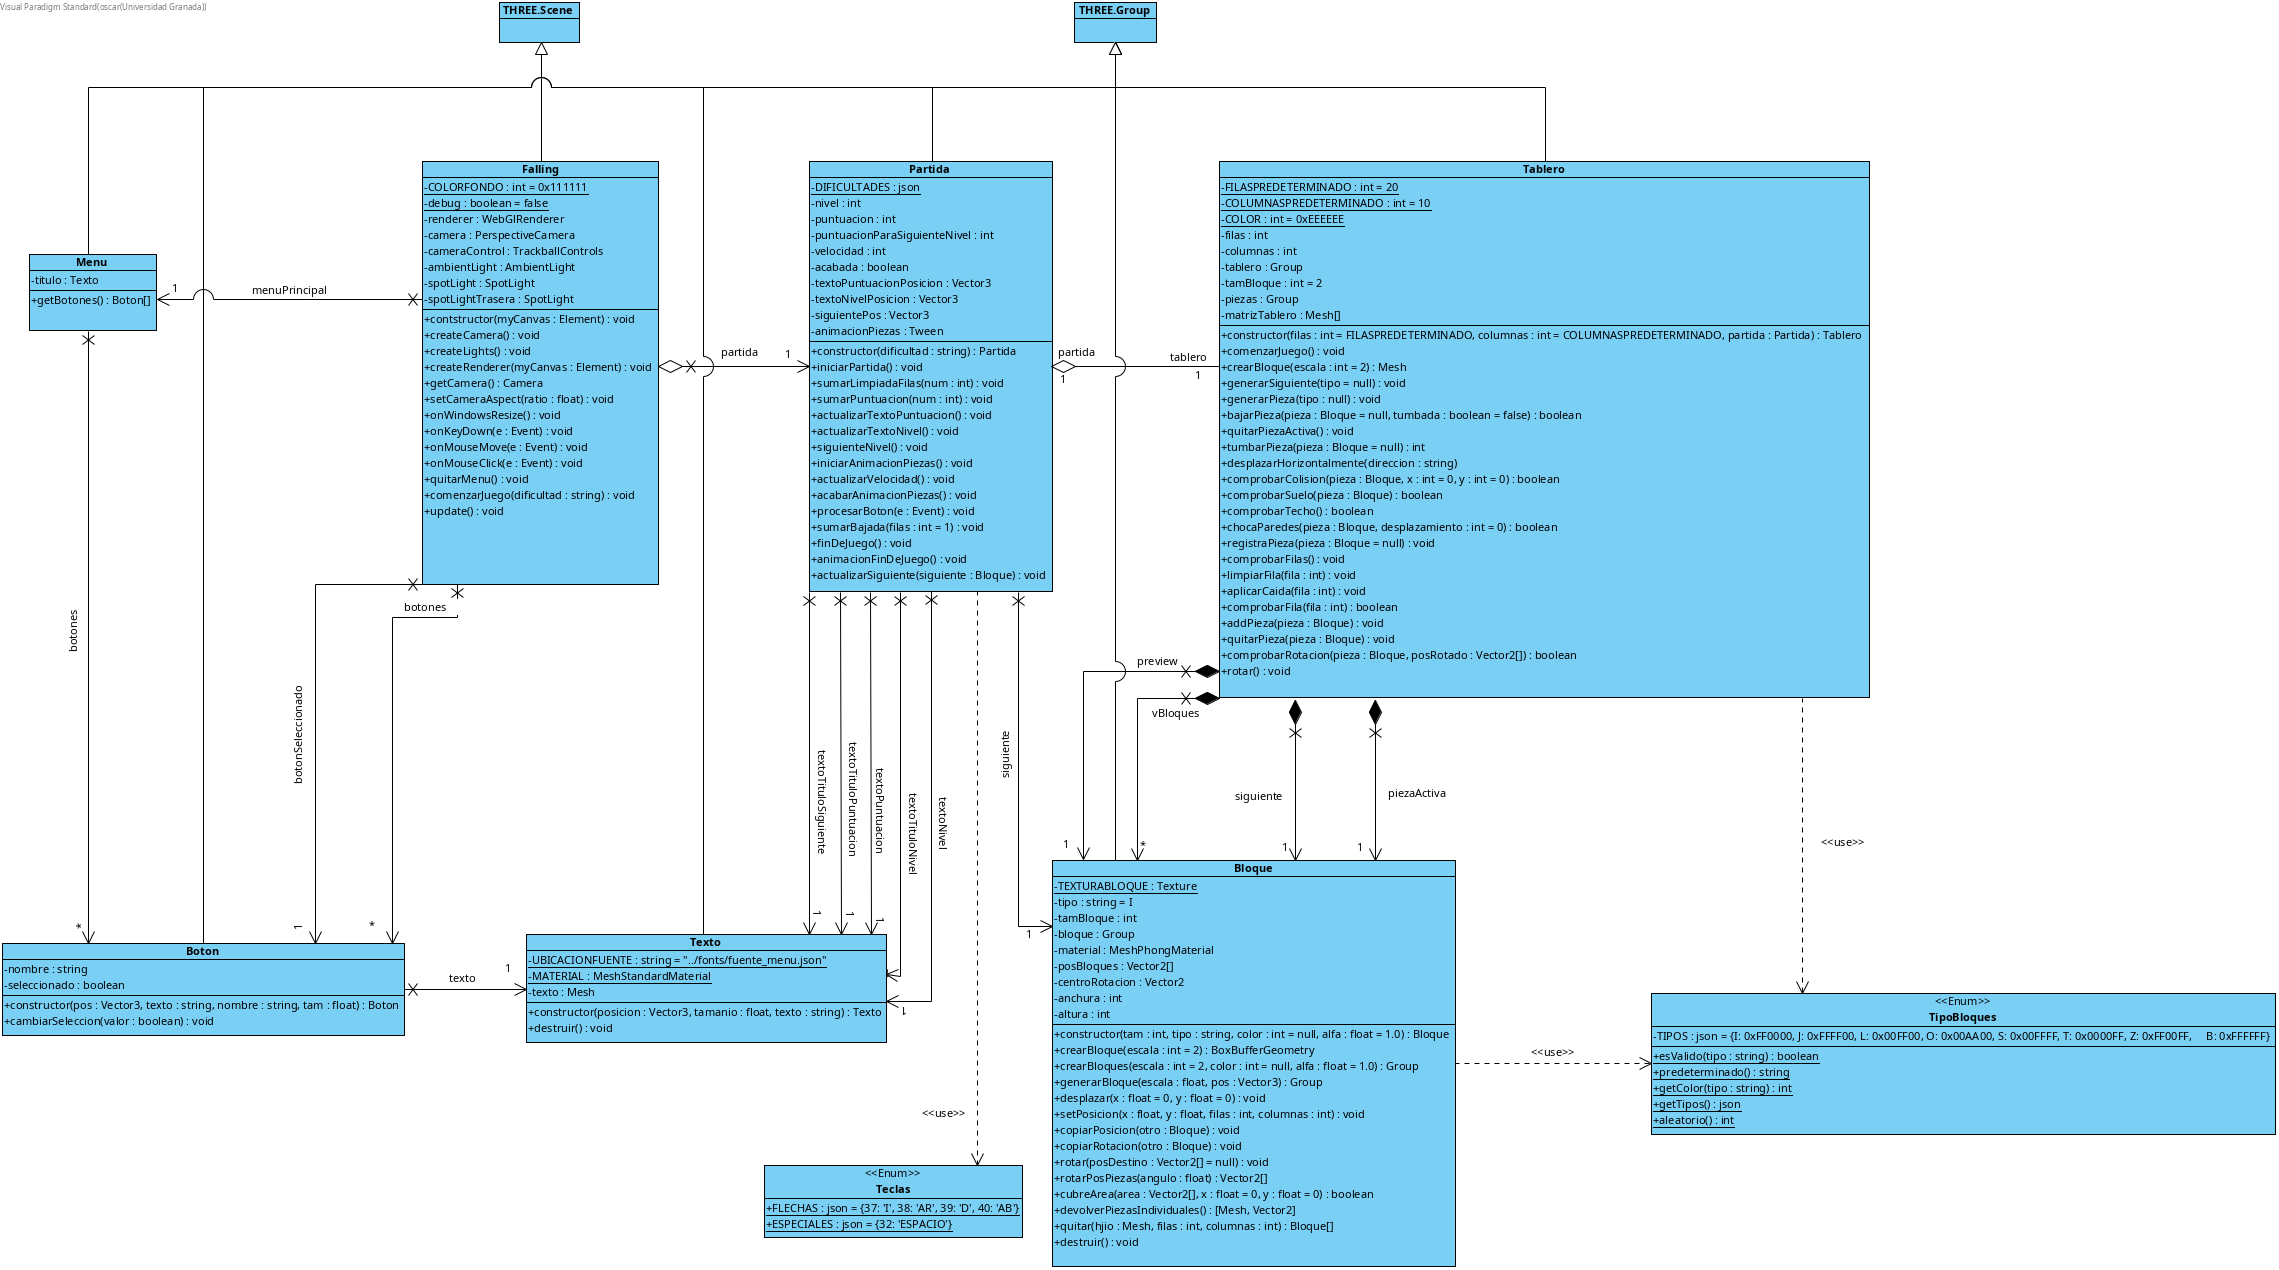 Visual Paradigm Standard(oscar(Universidad Granada))
THREE.Scene
THREE.Group
Falling
-COLORFONDO : int = 0x111111
-debug : boolean = false
-renderer : WebGlRenderer
-camera : PerspectiveCamera
-cameraControl : TrackballControls
-ambientLight : AmbientLight
-spotLight : SpotLight
-spotLightTrasera : SpotLight
+contstructor(myCanvas : Element) : void
+createCamera() : void
+createLights() : void
+createRenderer(myCanvas : Element) : void
+getCamera() : Camera
+setCameraAspect(ratio : float) : void
+onWindowsResize() : void
+onKeyDown(e : Event) : void
+onMouseMove(e : Event) : void
+onMouseClick(e : Event) : void
+quitarMenu() : void
+comenzarJuego(dificultad : string) : void
+update() : void
Partida
-DIFICULTADES : json
-nivel : int
-puntuacion : int
-puntuacionParaSiguienteNivel : int
-velocidad : int
-acabada : boolean
-textoPuntuacionPosicion : Vector3
-textoNivelPosicion : Vector3
-siguientePos : Vector3
-animacionPiezas : Tween
+constructor(dificultad : string) : Partida
+iniciarPartida() : void
+sumarLimpiadaFilas(num : int) : void
+sumarPuntuacion(num : int) : void
+actualizarTextoPuntuacion() : void
+actualizarTextoNivel() : void
+siguienteNivel() : void
+iniciarAnimacionPiezas() : void
+actualizarVelocidad() : void
+acabarAnimacionPiezas() : void
+procesarBoton(e : Event) : void
+sumarBajada(filas : int = 1) : void
+finDeJuego() : void
+animacionFinDeJuego() : void
+actualizarSiguiente(siguiente : Bloque) : void
Tablero
-FILASPREDETERMINADO : int = 20
-COLUMNASPREDETERMINADO : int = 10
-COLOR : int = 0xEEEEEE
-filas : int
-columnas : int
-tablero : Group
-tamBloque : int = 2
-piezas : Group
-matrizTablero : Mesh[]
+constructor(filas : int = FILASPREDETERMINADO, columnas : int = COLUMNASPREDETERMINADO, partida : Partida) : Tablero
+comenzarJuego() : void
+crearBloque(escala : int = 2) : Mesh
+generarSiguiente(tipo = null) : void
+generarPieza(tipo : null) : void
+bajarPieza(pieza : Bloque = null, tumbada : boolean = false) : boolean
+quitarPiezaActiva() : void
+tumbarPieza(pieza : Bloque = null) : int
+desplazarHorizontalmente(direccion : string)
+comprobarColision(pieza : Bloque, x : int = 0, y : int = 0) : boolean
+comprobarSuelo(pieza : Bloque) : boolean
+comprobarTecho() : boolean
+chocaParedes(pieza : Bloque, desplazamiento : int = 0) : boolean
+registraPieza(pieza : Bloque = null) : void
+comprobarFilas() : void
+limpiarFila(fila : int) : void
+aplicarCaida(fila : int) : void
+comprobarFila(fila : int) : boolean
+addPieza(pieza : Bloque) : void
+quitarPieza(pieza : Bloque) : void
+comprobarRotacion(pieza : Bloque, posRotado : Vector2[]) : boolean
+rotar() : void
Menu
-titulo : Texto
+getBotones() : Boton[]
1
menuPrincipal
partida
1
partida
1
tablero
1
botones
*
botonSeleccionado
1
botones
*
textoTituloSiguiente
1
textoTituloPuntuacion
1
textoPuntuacion
1
textoTituloNivel
textoNivel
1
siguiente
1
preview
1
vBloques
*
siguiente
1
piezaActiva
1
<<use>>
Boton
-nombre : string
-seleccionado : boolean
+constructor(pos : Vector3, texto : string, nombre : string, tam : float) : Boton
+cambiarSeleccion(valor : boolean) : void
texto
1
Texto
-UBICACIONFUENTE : string = "../fonts/fuente_menu.json"
-MATERIAL : MeshStandardMaterial
-texto : Mesh
+constructor(posicion : Vector3, tamanio : float, texto : string) : Texto
+destruir() : void
Bloque
-TEXTURABLOQUE : Texture
-tipo : string = I
-tamBloque : int
-bloque : Group
-material : MeshPhongMaterial
-posBloques : Vector2[]
-centroRotacion : Vector2
-anchura : int
-altura : int
+constructor(tam : int, tipo : string, color : int = null, alfa : float = 1.0) : Bloque
+crearBloque(escala : int = 2) : BoxBufferGeometry
+crearBloques(escala : int = 2, color : int = null, alfa : float = 1.0) : Group
+generarBloque(escala : float, pos : Vector3) : Group
+desplazar(x : float = 0, y : float = 0) : void
+setPosicion(x : float, y : float, filas : int, columnas : int) : void
+copiarPosicion(otro : Bloque) : void
+copiarRotacion(otro : Bloque) : void
+rotar(posDestino : Vector2[] = null) : void
+rotarPosPiezas(angulo : float) : Vector2[]
+cubreArea(area : Vector2[], x : float = 0, y : float = 0) : boolean
+devolverPiezasIndividuales() : [Mesh, Vector2]
+quitar(hjio : Mesh, filas : int, columnas : int) : Bloque[]
+destruir() : void
<<use>>
<<Enum>>
TipoBloques
-TIPOS : json = {I: 0xFF0000, J: 0xFFFF00, L: 0x00FF00, O: 0x00AA00, S: 0x00FFFF, T: 0x0000FF, Z: 0xFF00FF, B: 0xFFFFFF}
+esValido(tipo : string) : boolean
+predeterminado() : string
+getColor(tipo : string) : int
+getTipos() : json
+aleatorio() : int
<<use>>
<<Enum>>
Teclas
+FLECHAS : json = {37: 'I', 38: 'AR', 39: 'D', 40: 'AB'}
+ESPECIALES : json = {32: 'ESPACIO'}